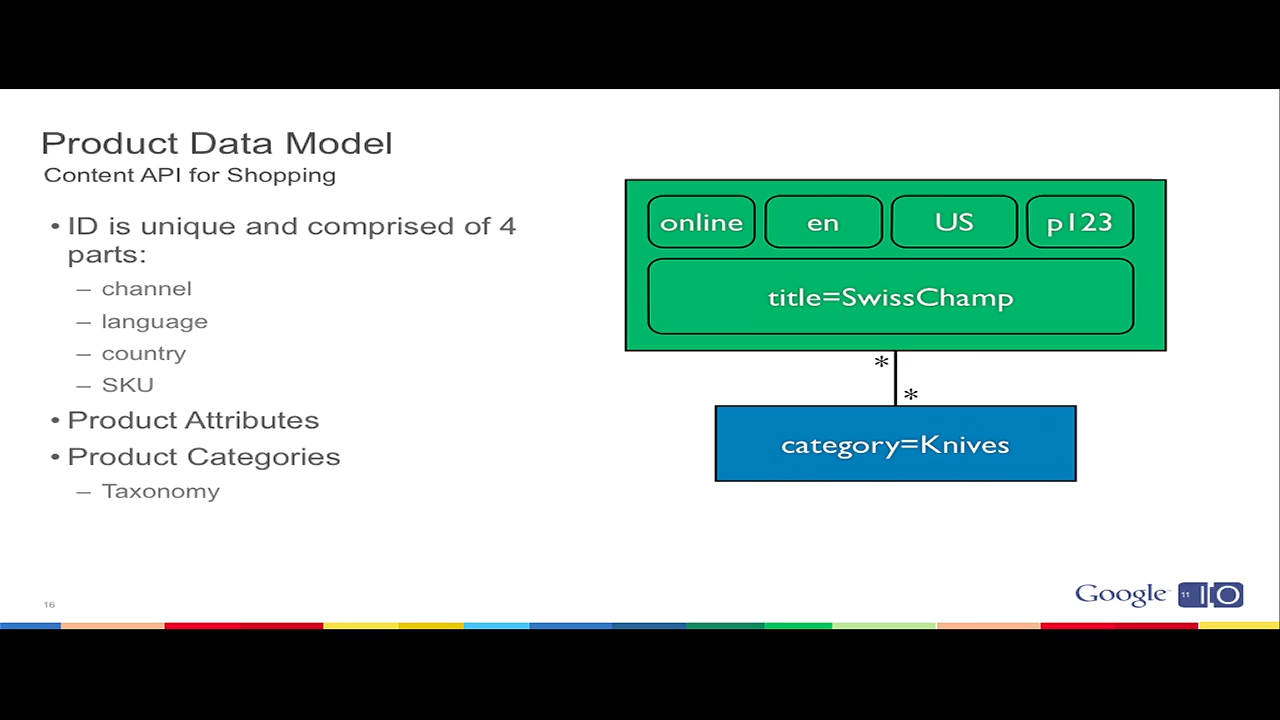 Product Data Model
Content API for Shopping
• ID is unique and comprised of 4
parts:
– channel
– language
– country
– SKU
• Product Attributes
• Product Categories
– Taxonomy
online en US p123
title=SwissChamp
*
*
category=Knives
16
Google 11 IO